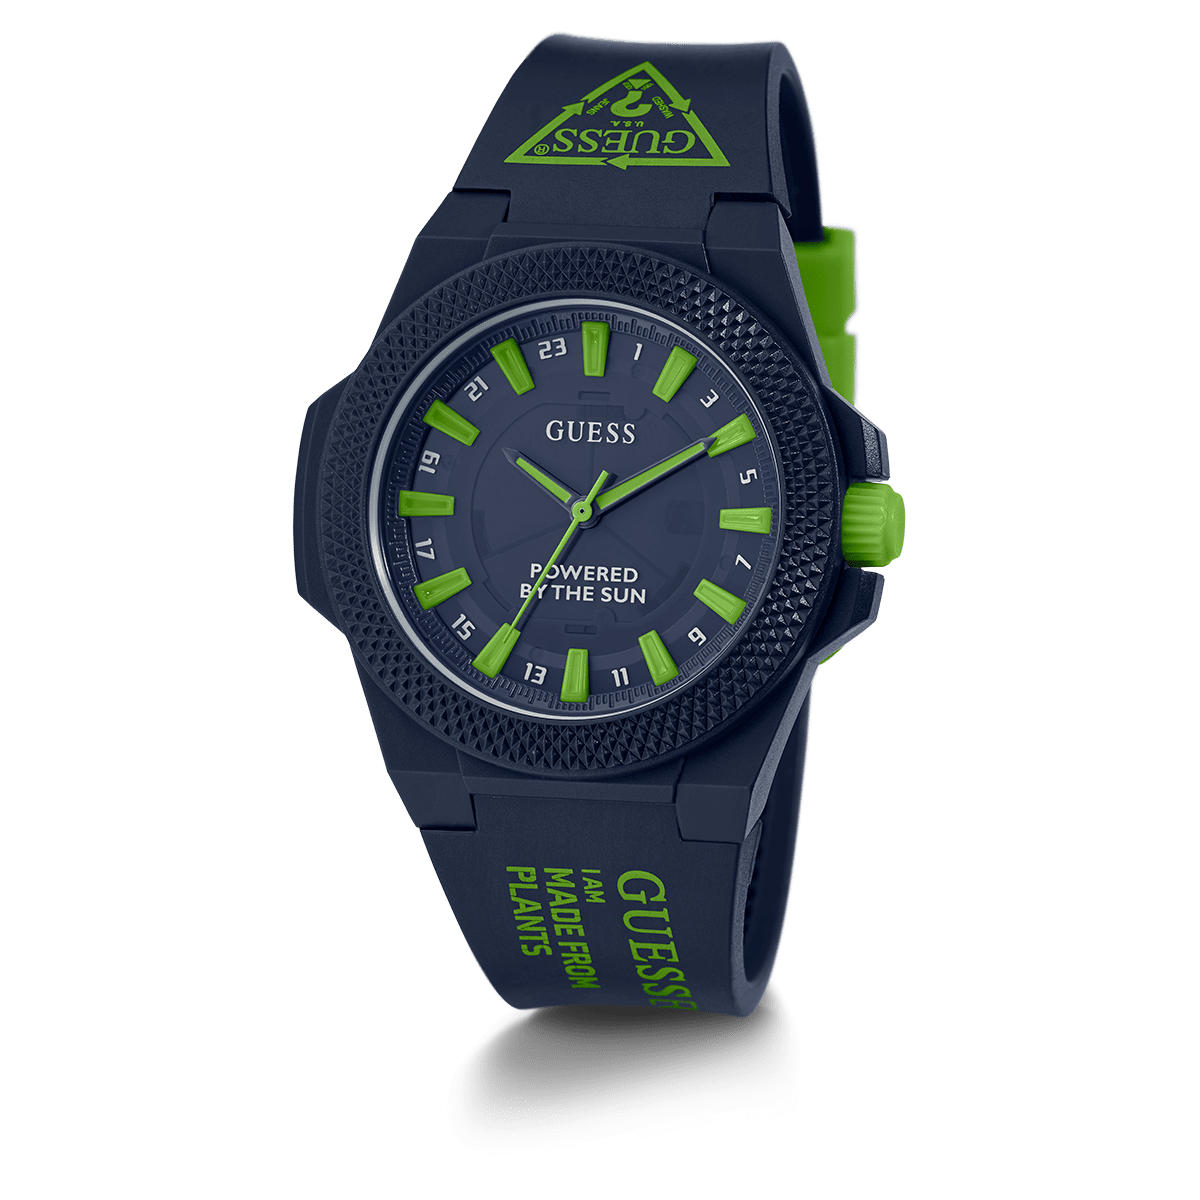 JEANS
?
WASHED
U.S.A.
GUESS®
23
1
21
3
GUESS
19
5
17
7
POWERED
BY THE SUN
15
9
13
11
GUESS
I AM
MADE FROM
PLANTS